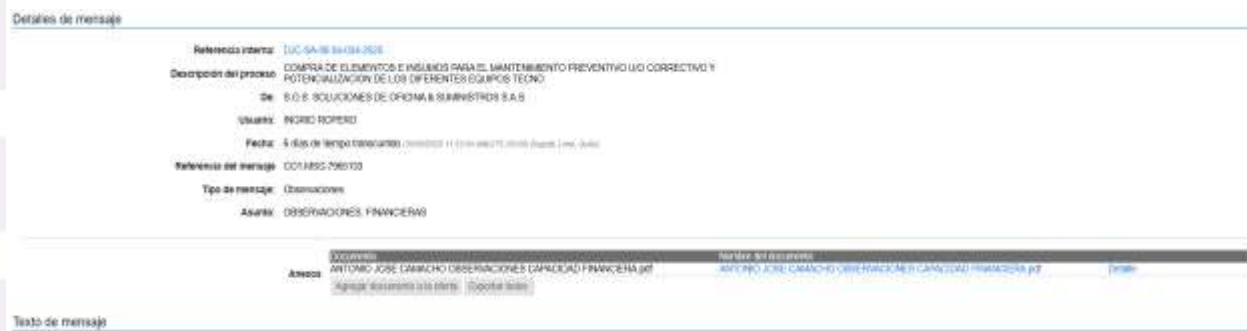 Detalles de mensaje
Referencia interna:
Descripción del proceso: COMPRA DE ELEMENTOS E INSUMOS PARA EL MANTENIMIENTO PREVENTIVO U/O CORRECTIVO Y
POTENCIALIZACION DE LOS DIFERENTES EQUIPOS TECNO
De: S.O.S. SOLUCIONES DE OFICINA & SUMINISTROS S.A.S
Usuario: INGRID ROPERO
Fecha: 6 días de tiempo transcurrido
Referencia del mensaje
Tipo de mensaje: Observaciones
Asunto: OBSERVACIONES FINANCIERAS
Documento Nombre del documento
Anexos ANTONIO JOSE CAMACHO OBSERVACIONES CAPACIDAD FINANCIERA.pdf ANTONIO JOSE CAMACHO OBSERVACIONES CAPACIDAD FINANCIERA.pdf Detalle
Agregar documento a la oferta Exportar todos
Texto de mensaje